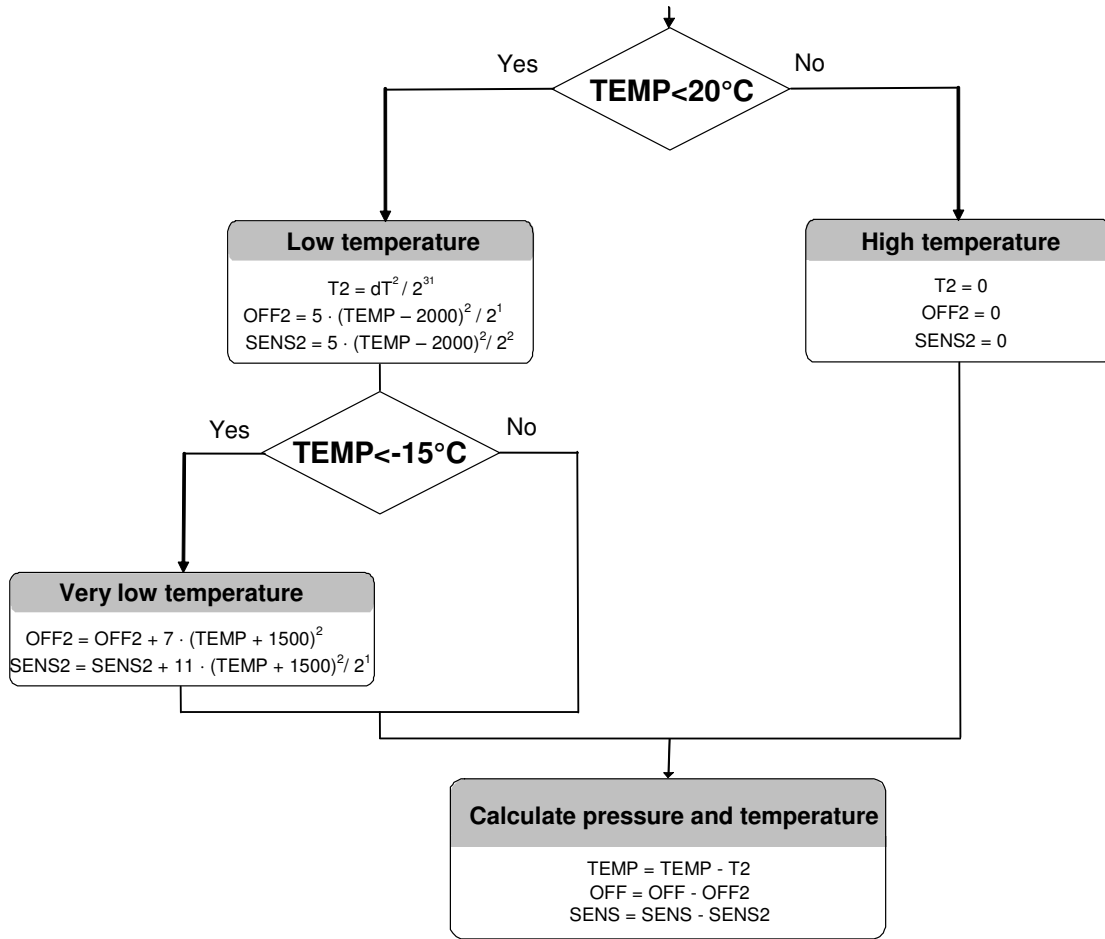 Yes
No
TEMP<20°C
Low temperature
T2 = dT² / 2³¹
OFF2 = 5 · (TEMP – 2000)² / 2¹
SENS2 = 5 · (TEMP – 2000)²/ 2²
High temperature
T2 = 0
OFF2 = 0
SENS2 = 0
Yes
No
TEMP<-15°C
Very low temperature
OFF2 = OFF2 + 7 · (TEMP + 1500)²
SENS2 = SENS2 + 11 · (TEMP + 1500)²/ 2¹
Calculate pressure and temperature
TEMP = TEMP - T2
OFF = OFF - OFF2
SENS = SENS - SENS2